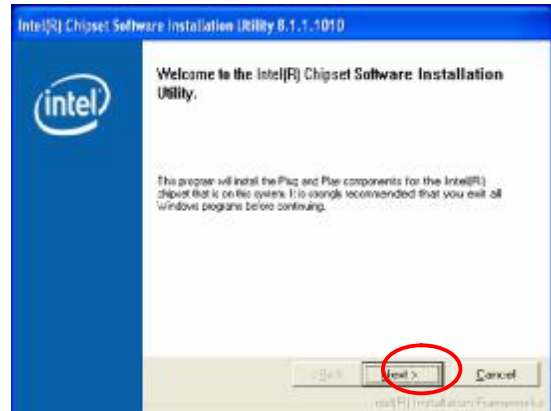 Intel(R) Chipset Software Installation Utility 8.1.1.1010
intel
Welcome to the Intel(R) Chipset Software Installation
Utility.
This program will install the Plug and Play components for the Intel(R)
chipset that is on this system. It is strongly recommended that you exit all
Windows programs before continuing.
< Back
Next >
Cancel
Intel(R) Installation Framework